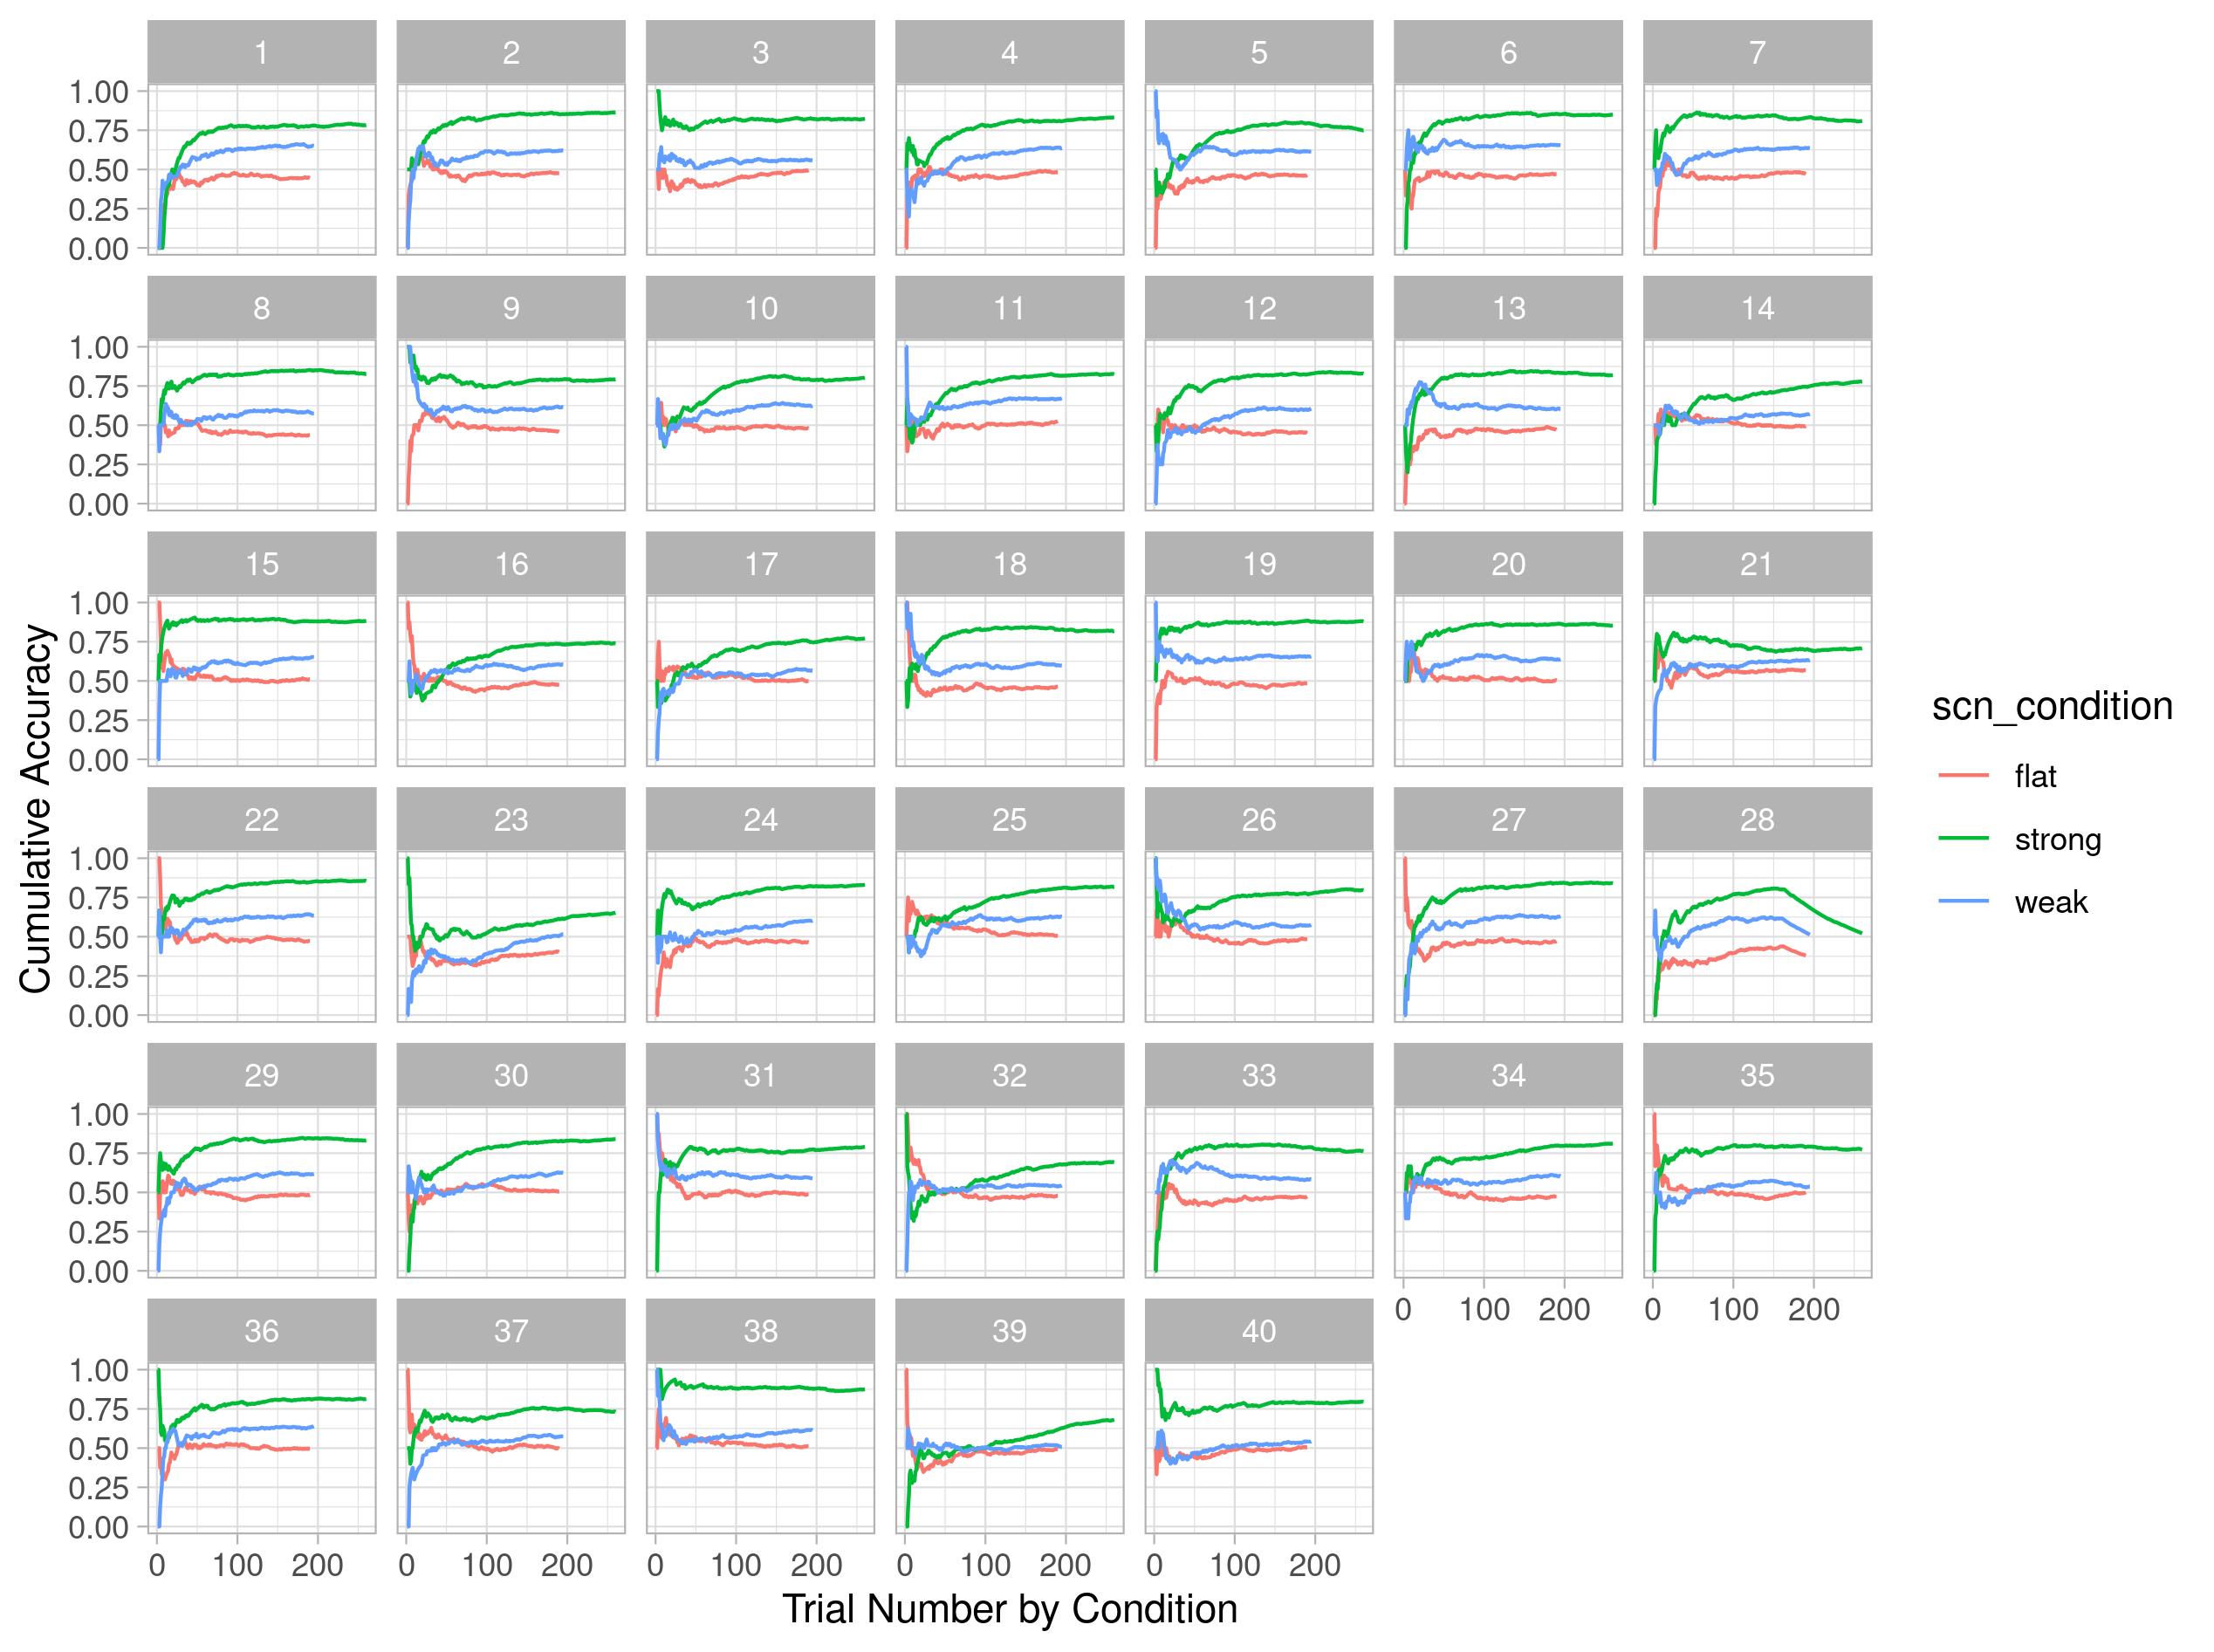 1 2 3 4 5 6 7
1.00
0.75
0.50
0.25
0.00
8 9 10 11 12 13 14
1.00
0.75
0.50
0.25
0.00
15 16 17 18 19 20 21
1.00
0.75
0.50
0.25
0.00
22 23 24 25 26 27 28
1.00
0.75
0.50
0.25
0.00
29 30 31 32 33 34 35
1.00
0.75
0.50
0.25
0.00
0 100 200 0 100 200
36 37 38 39 40
1.00
0.75
0.50
0.25
0.00
0 100 200 0 100 200 0 100 200 0 100 200 0 100 200
Trial Number by Condition
Cumulative Accuracy
scn_condition
flat
strong
weak